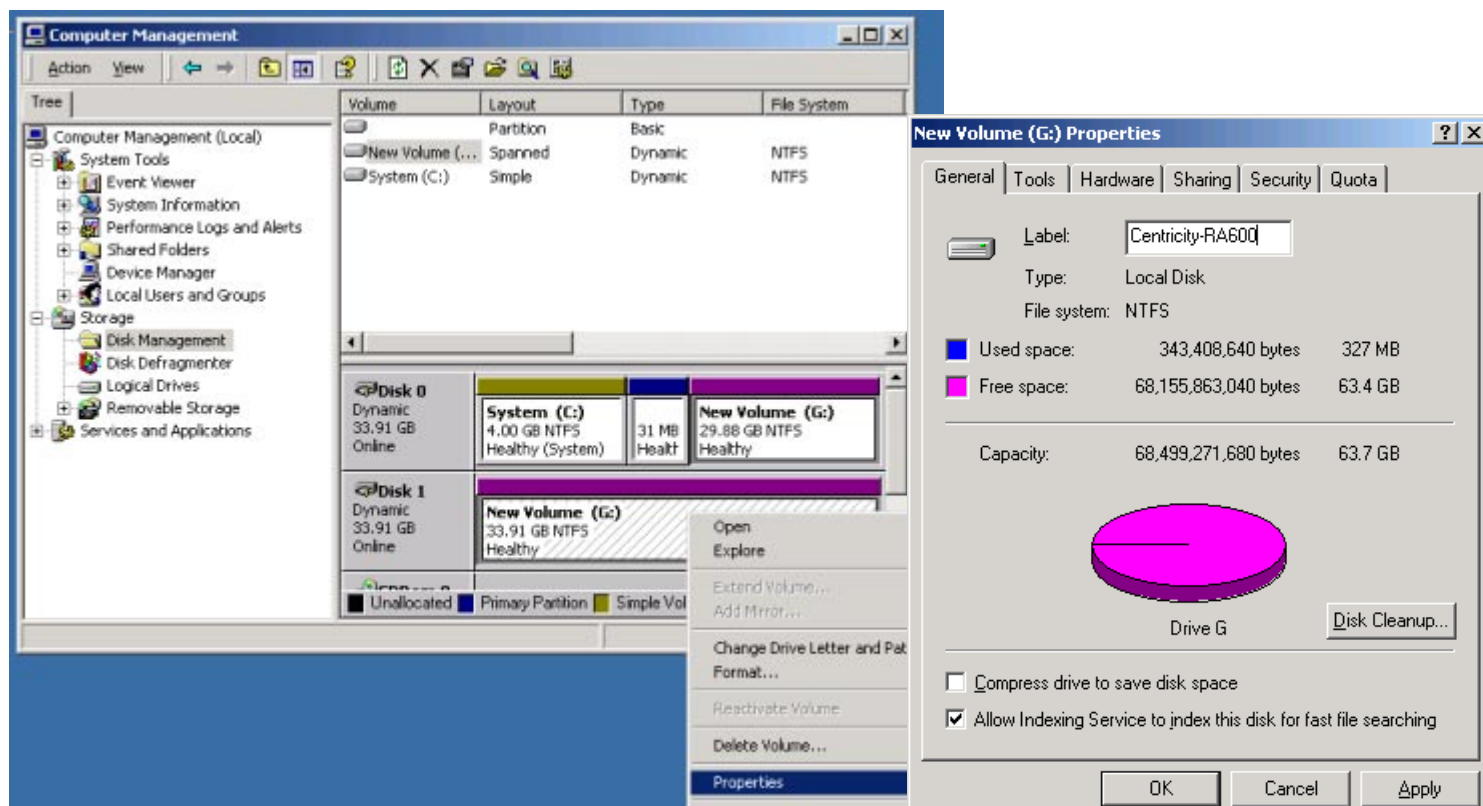 Computer Management
Action View
Tree
Computer Management (Local)
System Tools
Event Viewer
System Information
Performance Logs and Alerts
Shared Folders
Device Manager
Local Users and Groups
Storage
Disk Management
Disk Defragmenter
Logical Drives
Removable Storage
Services and Applications
Volume Layout Type File System
Partition Basic
New Volume (... Spanned Dynamic NTFS
System (C:) Simple Dynamic NTFS
Disk 0
Dynamic
33.91 GB
Online
System (C:)
4.00 GB NTFS
Healthy (System)
31 MB
Healt
New Volume (G:)
29.88 GB NTFS
Healthy
Disk 1
Dynamic
33.91 GB
Online
New Volume (G:)
33.91 GB NTFS
Healthy
Unallocated Primary Partition Simple Vol
Open
Explore
Extend Volume...
Add Mirror...
Change Drive Letter and Pat
Format...
Reactivate Volume
Delete Volume...
Properties
New Volume (G:) Properties
General Tools Hardware Sharing Security Quota
Label: Centricity-RA600
Type: Local Disk
File system: NTFS
Used space: 343,408,640 bytes 327 MB
Free space: 68,155,863,040 bytes 63.4 GB
Capacity: 68,499,271,680 bytes 63.7 GB
Drive G
Disk Cleanup...
Compress drive to save disk space
Allow Indexing Service to index this disk for fast file searching
OK Cancel Apply